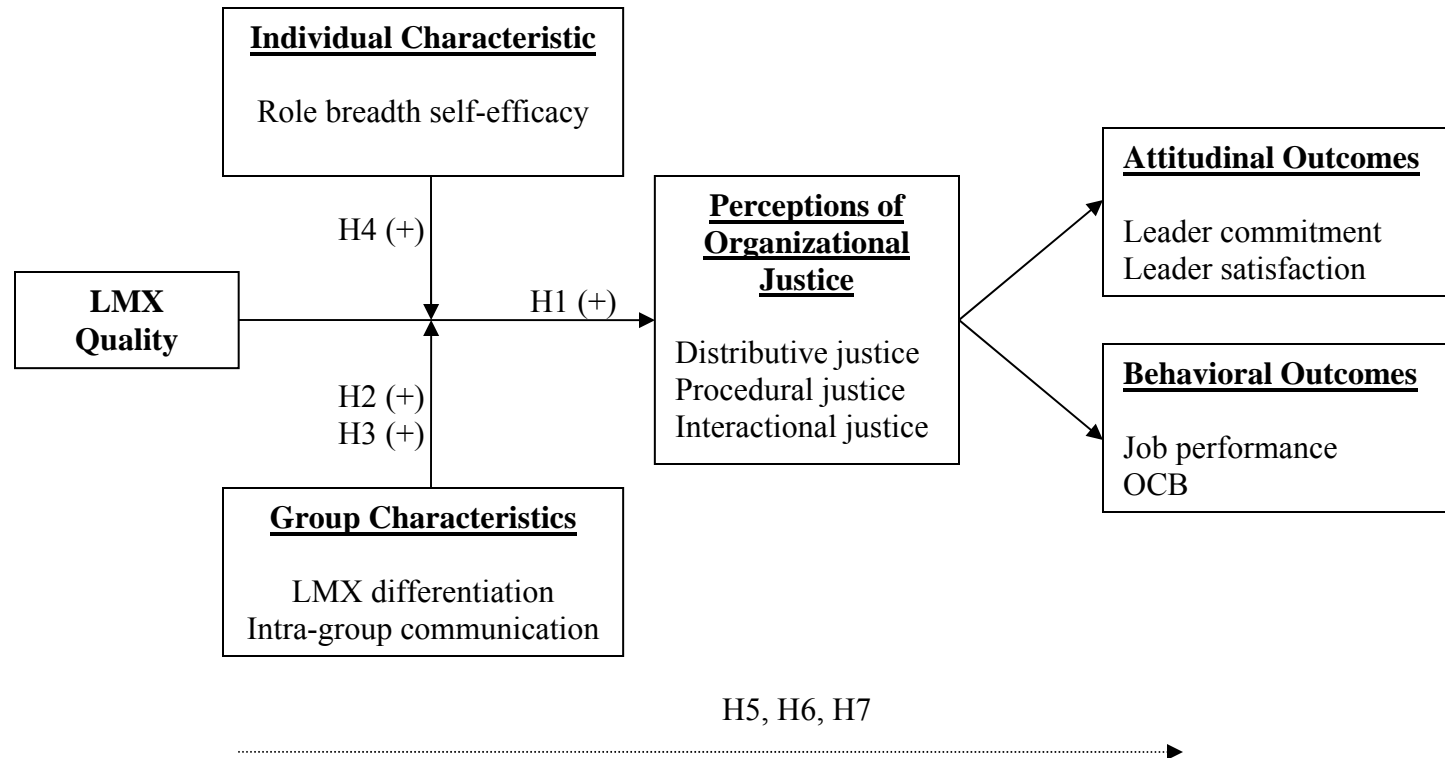 Individual Characteristic
Role breadth self-efficacy
H4 (+)
LMX
Quality
H1 (+)
H2 (+)
H3 (+)
Group Characteristics
LMX differentiation
Intra-group communication
Perceptions of
Organizational
Justice
Distributive justice
Procedural justice
Interactional justice
Attitudinal Outcomes
Leader commitment
Leader satisfaction
Behavioral Outcomes
Job performance
OCB
H5, H6, H7